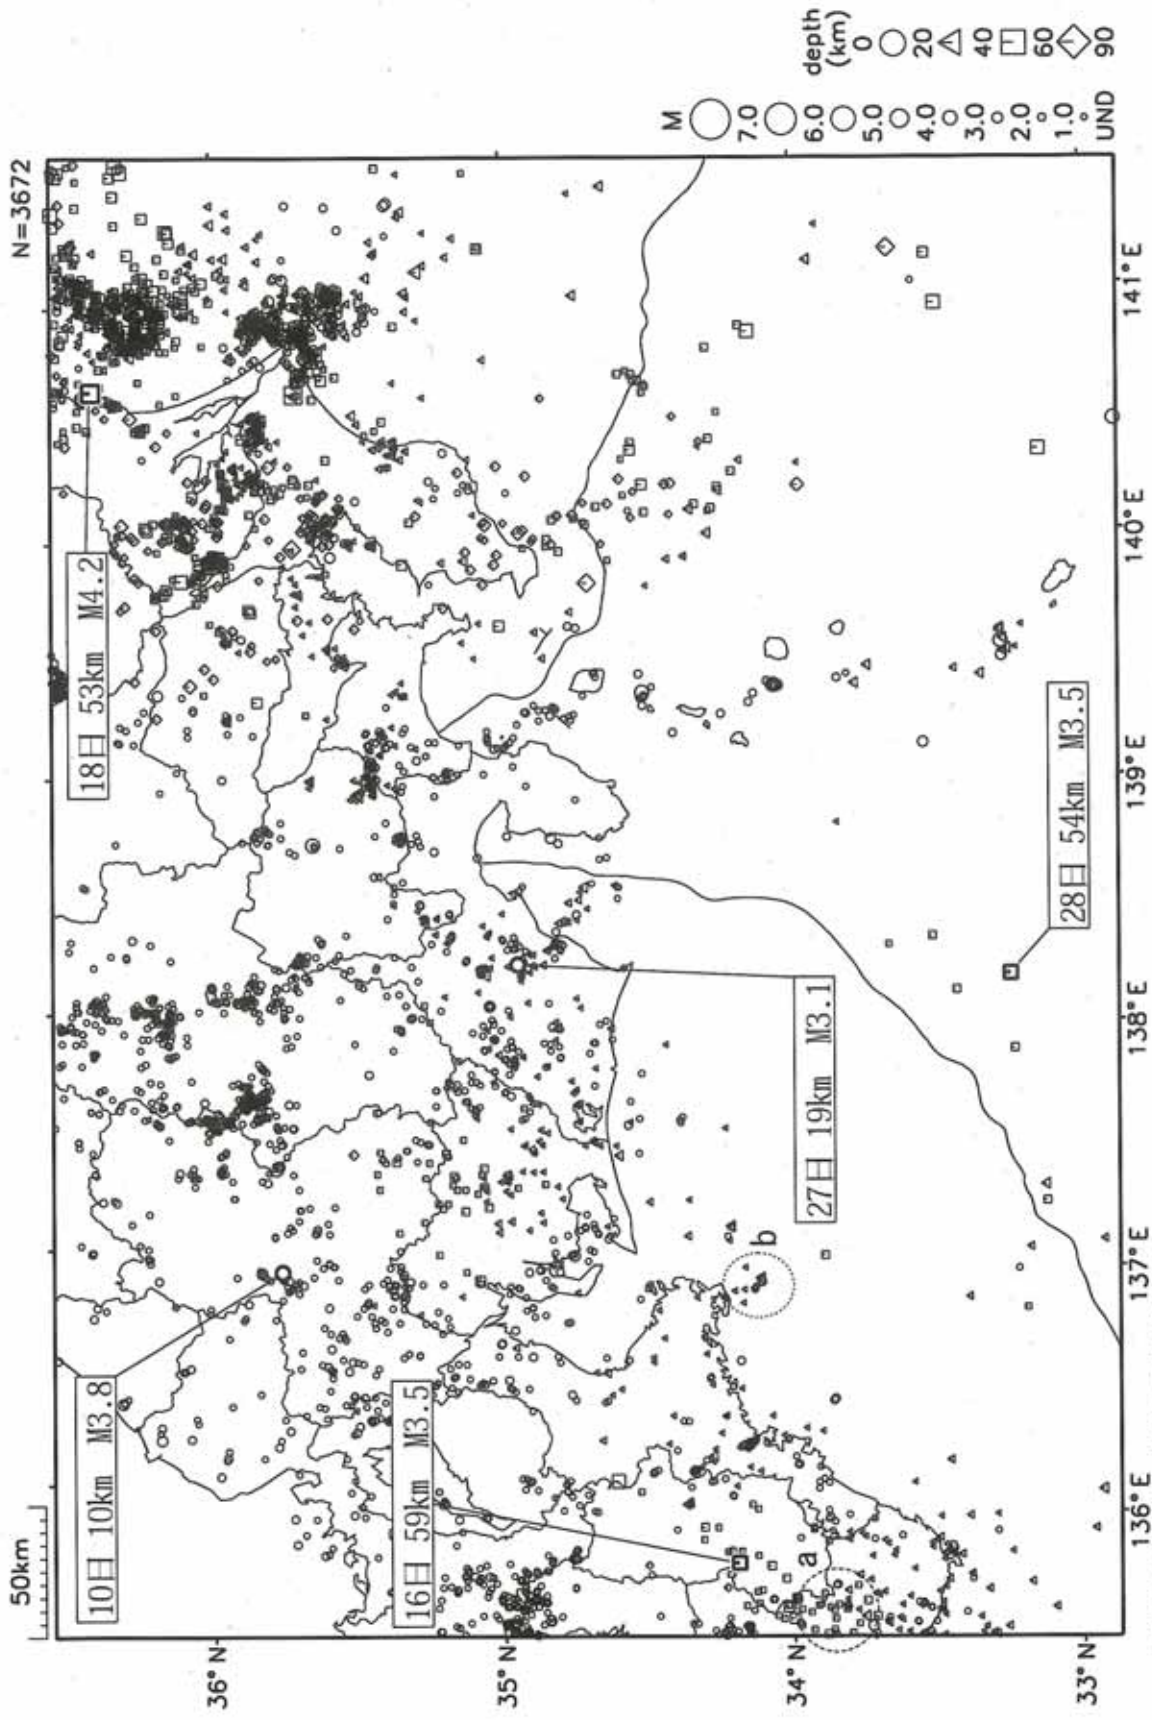 N=3672
50km
36°N
35°N
34°N
33°N
136°E
137°E
138°E
139°E
140°E
141°E
18日 53km M4.2
10日 10km M3.8
16日 59km M3.5
27日 19km M3.1
28日 54km M3.5
a
b
M
7.0
6.0
5.0
4.0
3.0
2.0
1.0
UND
depth
(km)
0
20
40
60
90